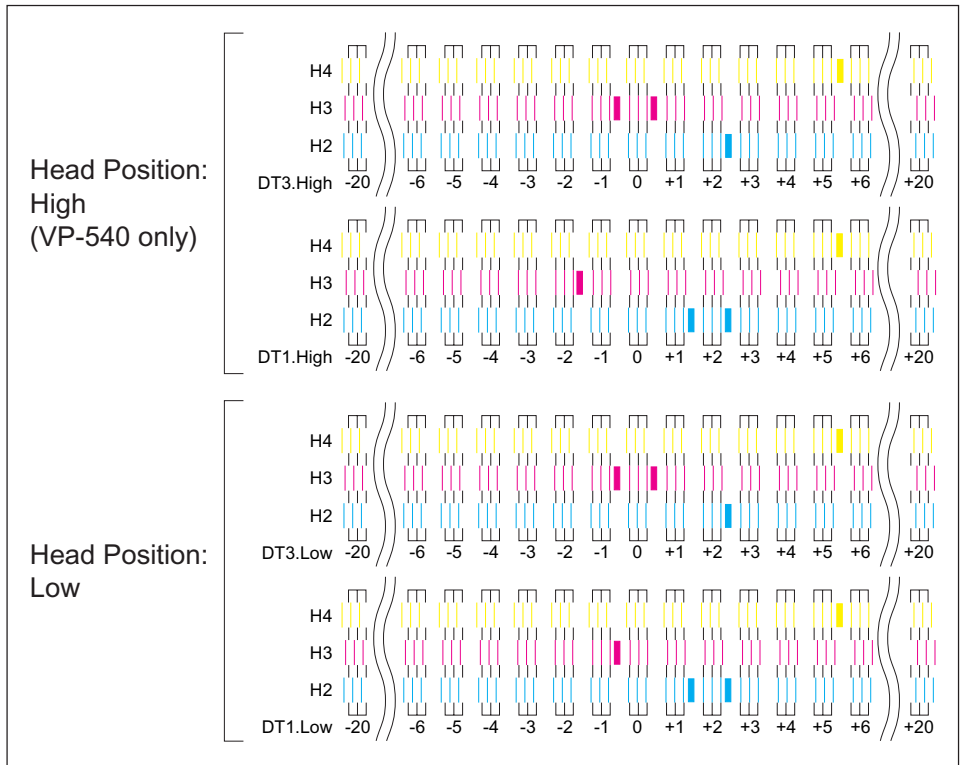 Head Position:
High
(VP-540 only)
H4
H3
H2
DT3.High -20 -6 -5 -4 -3 -2 -1 0 +1 +2 +3 +4 +5 +6 +20
H4
H3
H2
DT1.High -20 -6 -5 -4 -3 -2 -1 0 +1 +2 +3 +4 +5 +6 +20
Head Position:
Low
H4
H3
H2
DT3.Low -20 -6 -5 -4 -3 -2 -1 0 +1 +2 +3 +4 +5 +6 +20
H4
H3
H2
DT1.Low -20 -6 -5 -4 -3 -2 -1 0 +1 +2 +3 +4 +5 +6 +20